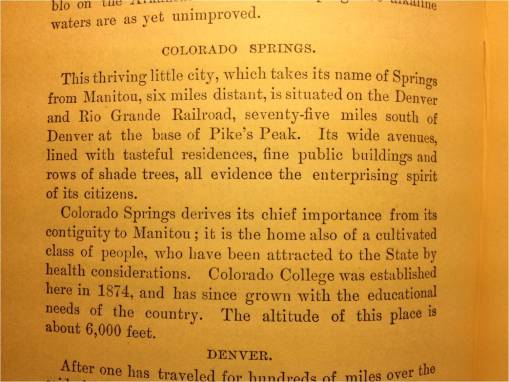 blo on the Arkansas
waters are as yet unimproved.
COLORADO SPRINGS.
This thriving little city, which takes its name of Springs
from Manitou, six miles distant, is situated on the Denver
and Rio Grande Railroad, seventy-five miles south of
Denver at the base of Pike's Peak. Its wide avenues,
lined with tasteful residences, fine public buildings and
rows of shade trees, all evidence the enterprising spirit
of its citizens.
Colorado Springs derives its chief importance from its
contiguity to Manitou; it is the home also of a cultivated
class of people, who have been attracted to the State by
health considerations. Colorado College was established
here in 1874, and has since grown with the educational
needs of the country. The altitude of this place is
about 6,000 feet.
DENVER.
After one has traveled for hundreds of miles over the